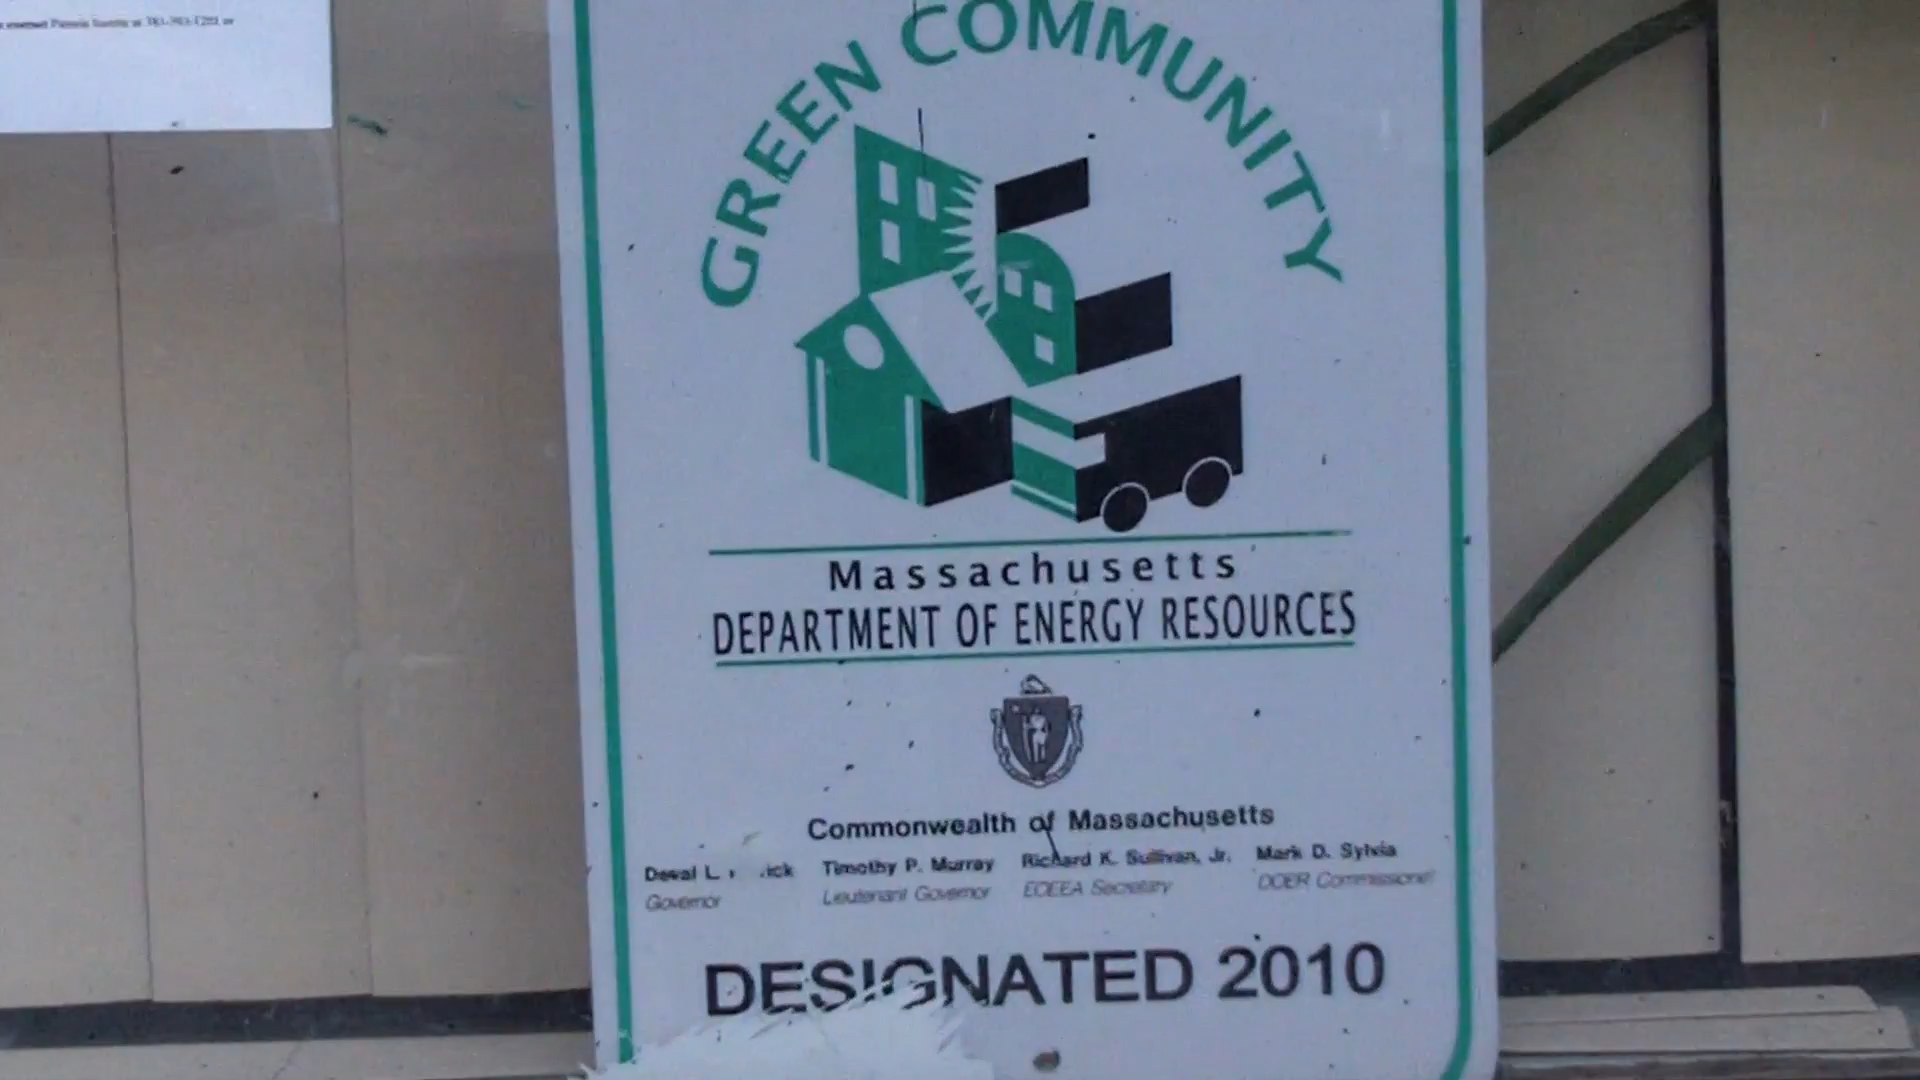 GREEN COMMUNITY
Massachusetts
DEPARTMENT OF ENERGY RESOURCES
Commonwealth of Massachusetts
Deval L. ick Timothy P. Murray Richard K. Sullivan, Jr. Mark D. Sylvia
Governor Lieutenant Governor EOEEA Secretary DOER Commissioner
DESIGNATED 2010